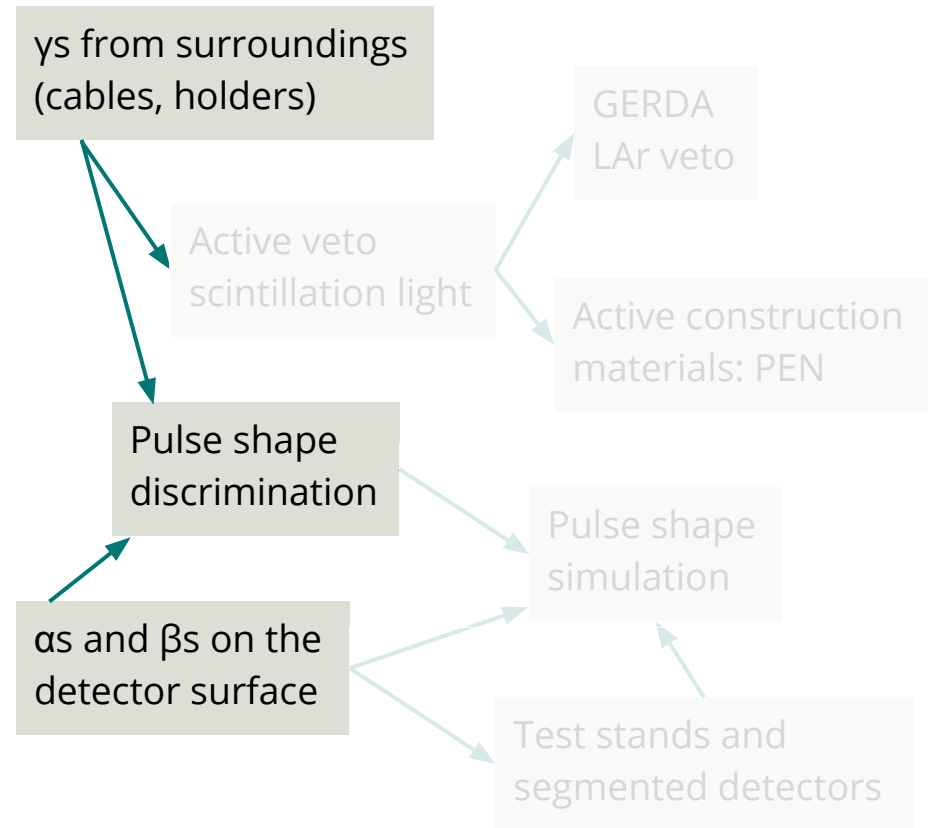 γs from surroundings
(cables, holders)
GERDA
LAr veto
Active veto
scintillation light
Active construction
materials: PEN
Pulse shape
discrimination
Pulse shape
simulation
αs and βs on the
detector surface
Test stands and
segmented detectors